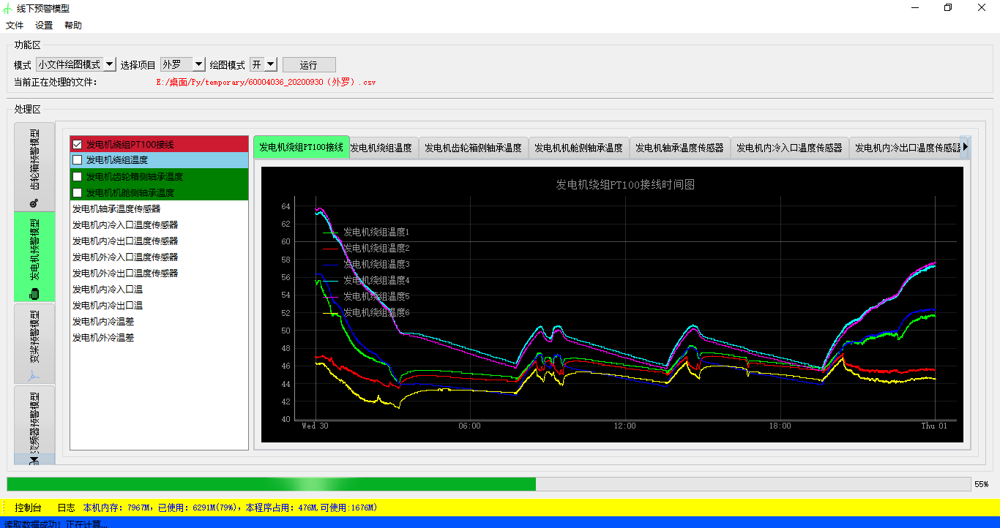 线下预警模型
文件 设置 帮助
功能区
模式 小文件绘图模式 选择项目 外罗 绘图模式 开 运行
当前正在处理的文件: E:/桌面/Py/temporary/60004036_20200930（外罗）.csv
处理区
齿轮箱预警模型
发电机预警模型
变桨预警模型
变频器预警模型
发电机绕组PT100接线
发电机绕组温度
发电机齿轮箱侧轴承温度
发电机机舱侧轴承温度
发电机轴承温度传感器
发电机内冷入口温度传感器
发电机内冷出口温度传感器
发电机外冷入口温度传感器
发电机外冷出口温度传感器
发电机内冷入口温
发电机内冷出口温
发电机内冷温差
发电机外冷温差
发电机绕组PT100接线 发电机绕组温度 发电机齿轮箱侧轴承温度 发电机机舱侧轴承温度 发电机轴承温度传感器 发电机内冷入口温度传感器 发电机内冷出口温度传感器
发电机绕组PT100接线时间图
64
62
60
58
56
54
52
50
48
46
44
42
40
发电机绕组温度1
发电机绕组温度2
发电机绕组温度3
发电机绕组温度4
发电机绕组温度5
发电机绕组温度6
Wed 30 06:00 12:00 18:00 Thu 01
55%
控制台 日志 本机内存: 7967M, 已使用: 6291M(79%), 本程序占用: 476M,可使用:1676M)
读取数据成功！正在计算...